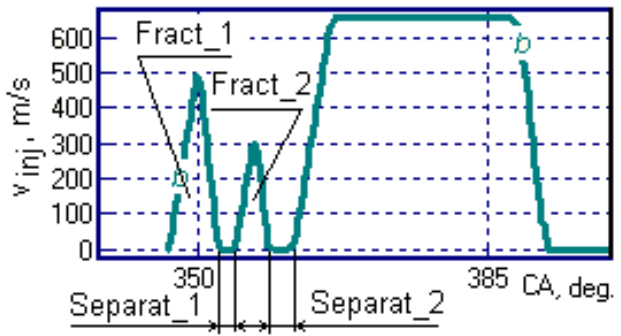 600
500
400
300
200
100
0
v inj, m/s
Fract_1
Fract_2
b
b
350
385
CA, deg.
Separat_1
Separat_2